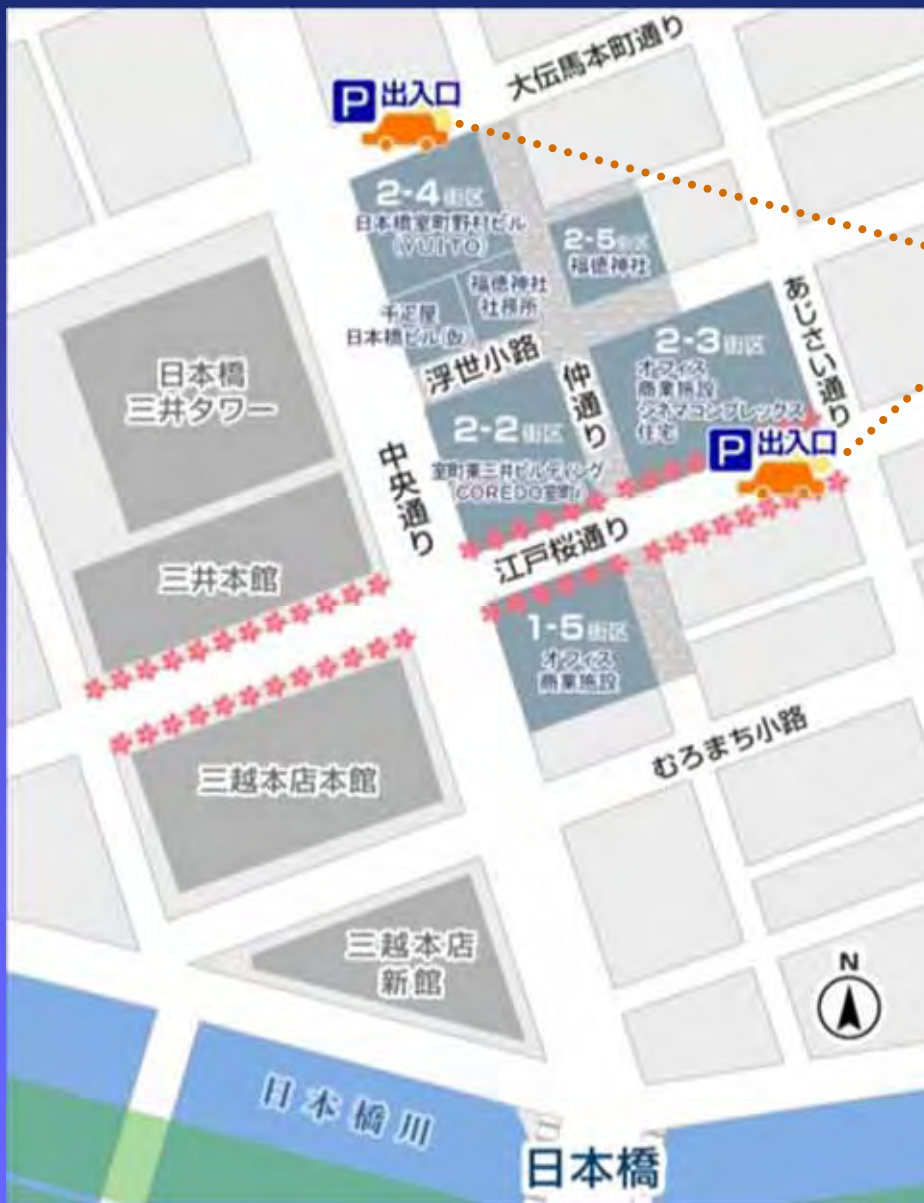 大伝馬本町通り
P 出入口
2-4街区
日本橋室町野村ビル
(YUITO)
2-5街区
福徳神社
福徳神社
社務所
千疋屋
日本橋ビル(仮)
浮世小路
仲通り
あじさい通り
2-3街区
オフィス
商業施設
シネマコンプレックス
住宅
P 出入口
日本橋
三井タワー
中央通り
2-2街区
室町東三井ビルディング
COREDO室町
江戸桜通り
三井本館
1-5街区
オフィス
商業施設
むろまち小路
三越本店本館
三越本店
新館
N
日本橋川
日本橋